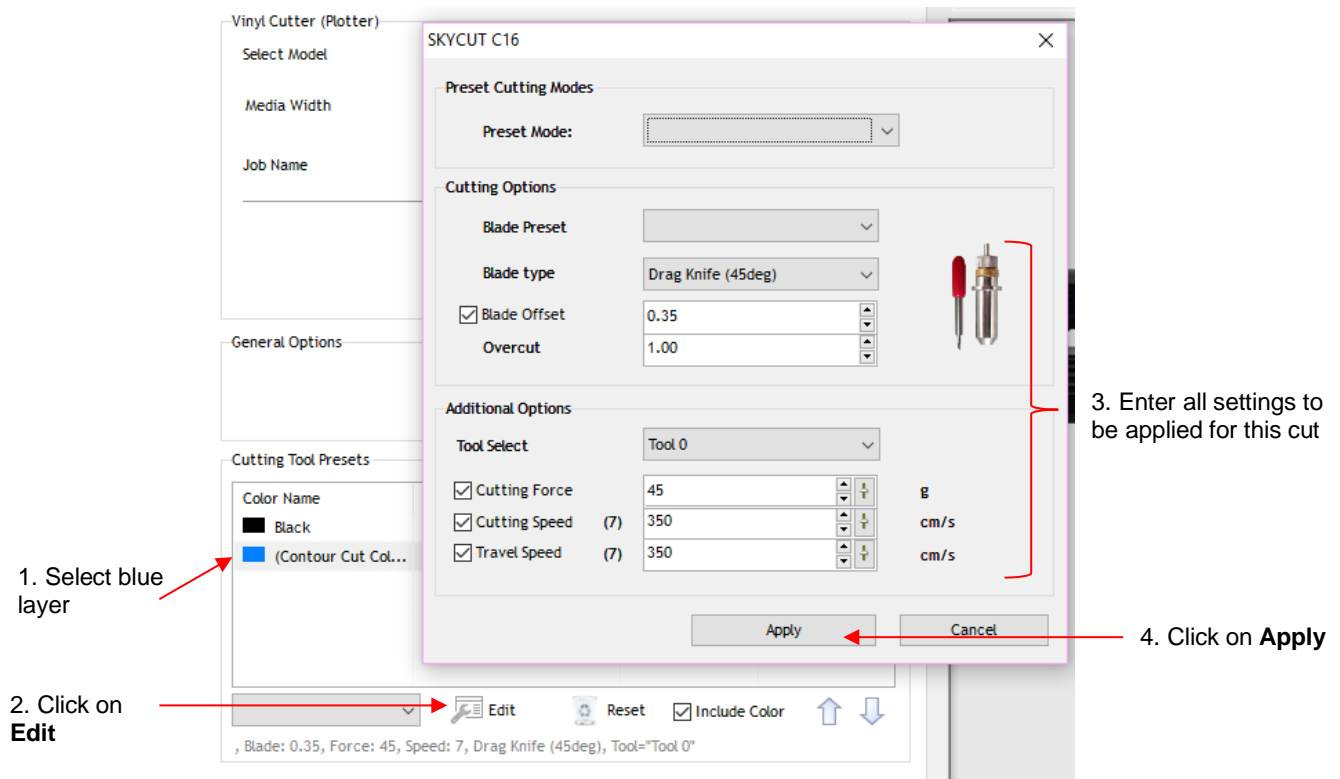 Vinyl Cutter (Plotter)
Select Model
Media Width
Job Name
General Options
Cutting Tool Presets
Color Name
Black
(Contour Cut Col...
Edit
Reset
Include Color
, Blade: 0.35, Force: 45, Speed: 7, Drag Knife (45deg), Tool="Tool 0"
SKYCUT C16
Preset Cutting Modes
Preset Mode:
Cutting Options
Blade Preset
Blade type
Drag Knife (45deg)
Blade Offset
0.35
Overcut
1.00
Additional Options
Tool Select
Tool 0
Cutting Force
45
g
Cutting Speed (7)
350
cm/s
Travel Speed (7)
350
cm/s
Apply
Cancel
1. Select blue
layer
2. Click on
Edit
3. Enter all settings to
be applied for this cut
4. Click on Apply